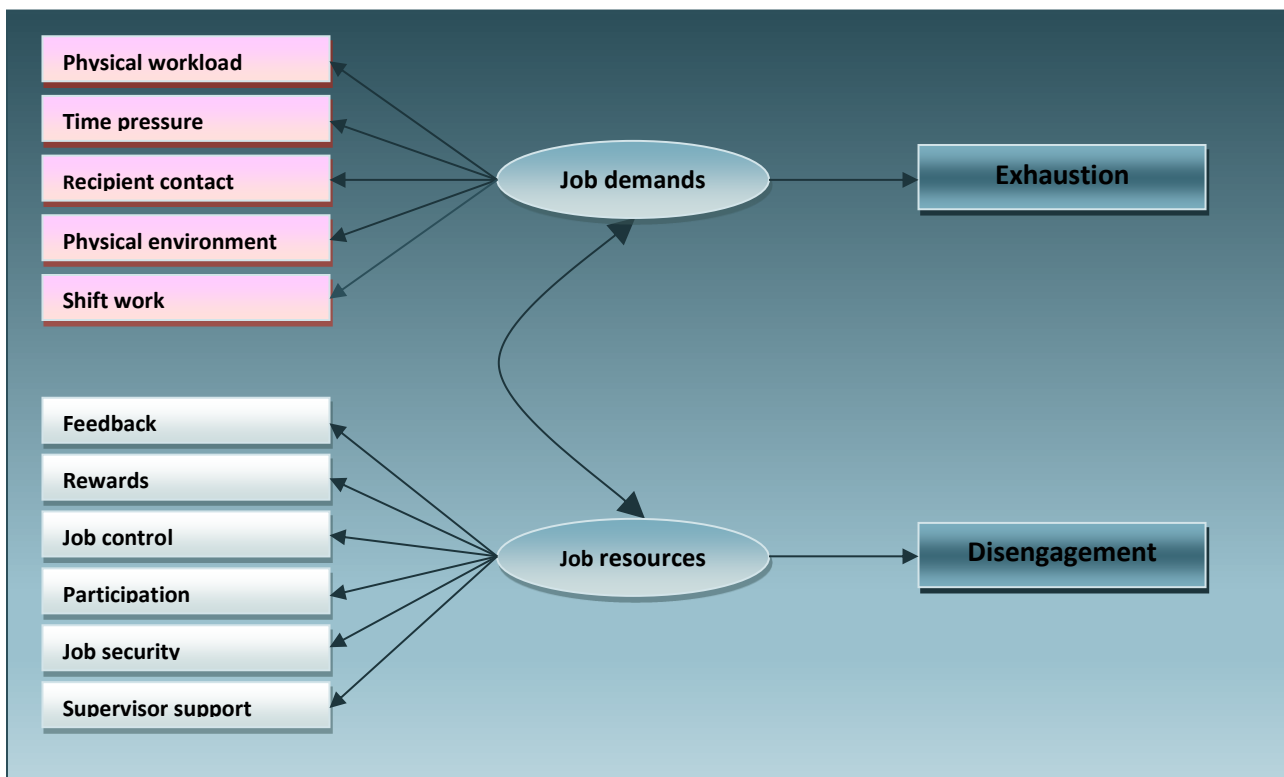 Physical workload
Time pressure
Recipient contact
Physical environment
Shift work
Job demands
Exhaustion
Feedback
Rewards
Job control
Participation
Job security
Supervisor support
Job resources
Disengagement